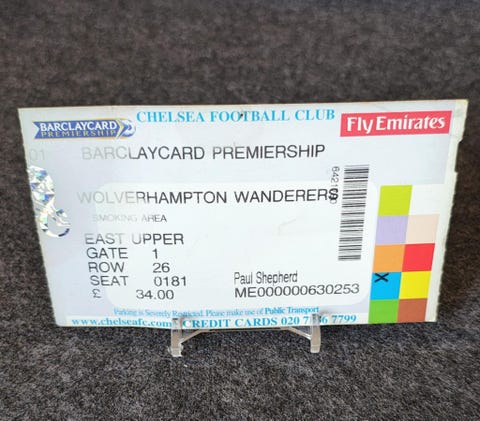 CHELSEA FOOTBALL CLUB
BARCLAYCARD
PREMIERSHIP
Fly Emirates
01
BARCLAYCARD PREMIERSHIP
WOLVERHAMPTON WANDERERS
SMOKING AREA
EAST UPPER
GATE 1
ROW 26
SEAT 0181
Paul Shepherd
£ 34.00
ME000000630253
X
Parking is Severely Restricted. Please make use of Public Transport
www.chelseafc.com CREDIT CARDS 020 7799